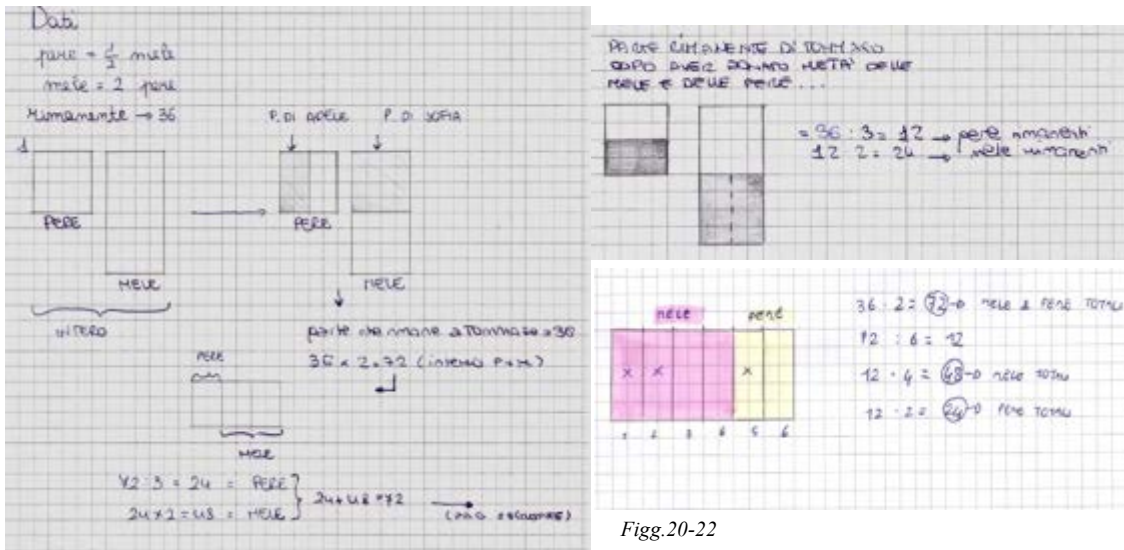 Dati
pere = 1/2 mele
mele = 2 pere
Rimanente → 36
P. DI ADELE P. DI SOFIA
1
PERE
PERE
MELE
MELE
INTERO
parte che rimane a Tommaso = 36
36 x 2 = 72 (intero P+M)
PERE
MELE
72 : 3 = 24 = PERE
24 x 2 = 48 = MELE
24 + 48 = 72
PARTE RIMANENTE DI TOMMASO
DOPO AVER DONATO METÀ DELLE
MELE E DELLE PERE...
= 36 : 3 = 12 → pere rimanenti
12 · 2 = 24 → mele rimanenti
MELE PERE
x x x
1 2 3 4 5 6
36 · 2 = 72 → MELE E PERE TOTALI
72 : 6 = 12
12 · 4 = 48 → MELE TOTALI
12 · 2 = 24 → PERE TOTALI
Figg.20-22